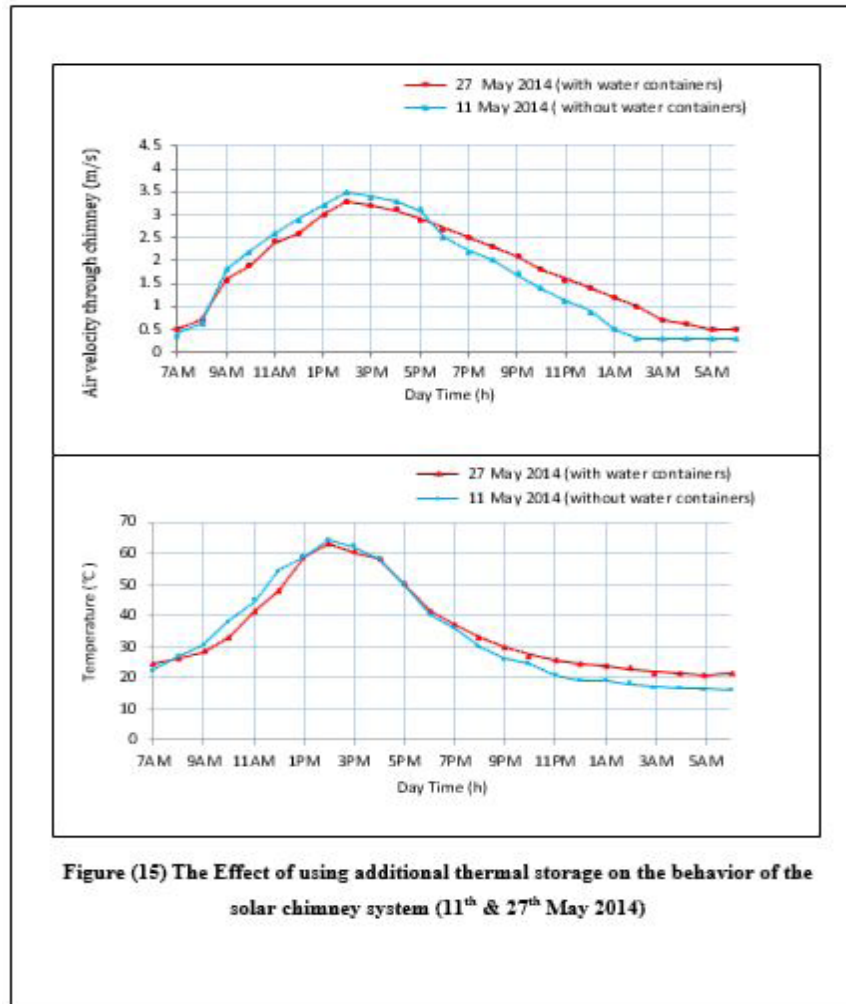 27 May 2014 (with water containers)
11 May 2014 ( without water containers)
Air velocity through chimney (m/s)
4.5
4
3.5
3
2.5
2
1.5
1
0.5
0
7AM 9AM 11AM 1PM 3PM 5PM 7PM 9PM 11PM 1AM 3AM 5AM
Day Time (h)
27 May 2014 (with water containers)
11 May 2014 (without water containers)
Temperature (℃)
70
60
50
40
30
20
10
0
7AM 9AM 11AM 1PM 3PM 5PM 7PM 9PM 11PM 1AM 3AM 5AM
Day Time (h)
Figure (15) The Effect of using additional thermal storage on the behavior of the
solar chimney system (11th & 27th May 2014)